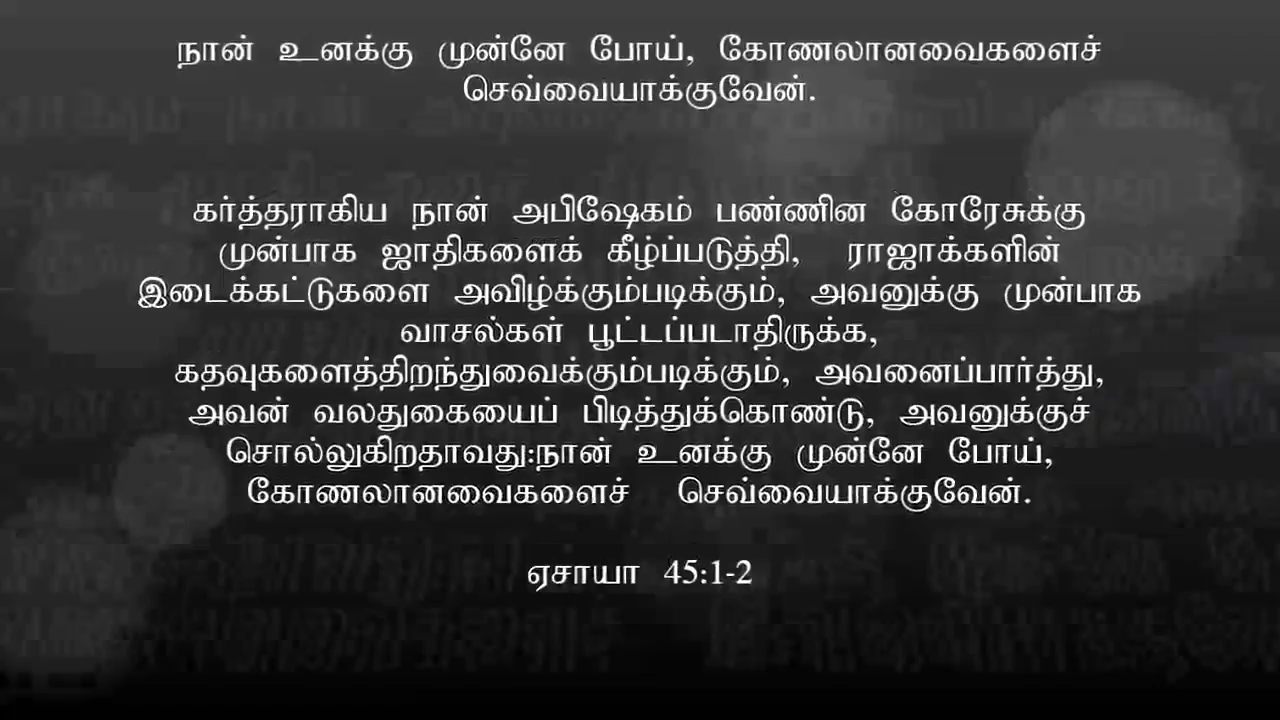 நான் உனக்கு முன்னே போய், கோணலானவைகளைச்
செவ்வையாக்குவேன்.
கர்த்தராகிய நான் அபிஷேகம் பண்ணின கோரேசுக்கு
முன்பாக ஜாதிகளைக் கீழ்ப்படுத்தி, ராஜாக்களின்
இடைக்கட்டுகளை அவிழ்க்கும்படிக்கும், அவனுக்கு முன்பாக
வாசல்கள் பூட்டப்படாதிருக்க,
கதவுகளைத்திறந்துவைக்கும்படிக்கும், அவனைப்பார்த்து,
அவன் வலதுகையைப் பிடித்துக்கொண்டு, அவனுக்குச்
சொல்லுகிறதாவது:நான் உனக்கு முன்னே போய்,
கோணலானவைகளைச் செவ்வையாக்குவேன்.
ஏசாயா 45:1-2